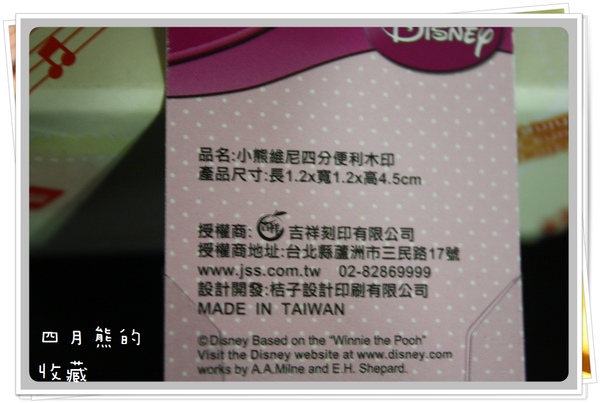 Disney
品名:小熊維尼四分便利木印
產品尺寸:長1.2x寬1.2x高4.5cm
授權商: 吉祥 吉祥刻印有限公司
授權商地址:台北縣蘆洲市三民路17號
www.jss.com.tw 02-82869999
設計開發:桔子設計印刷有限公司
MADE IN TAIWAN
©Disney Based on the “Winnie the Pooh”
Visit the Disney website at www.disney.com
works by A.A.Milne and E.H. Shepard.
四月熊的
收藏